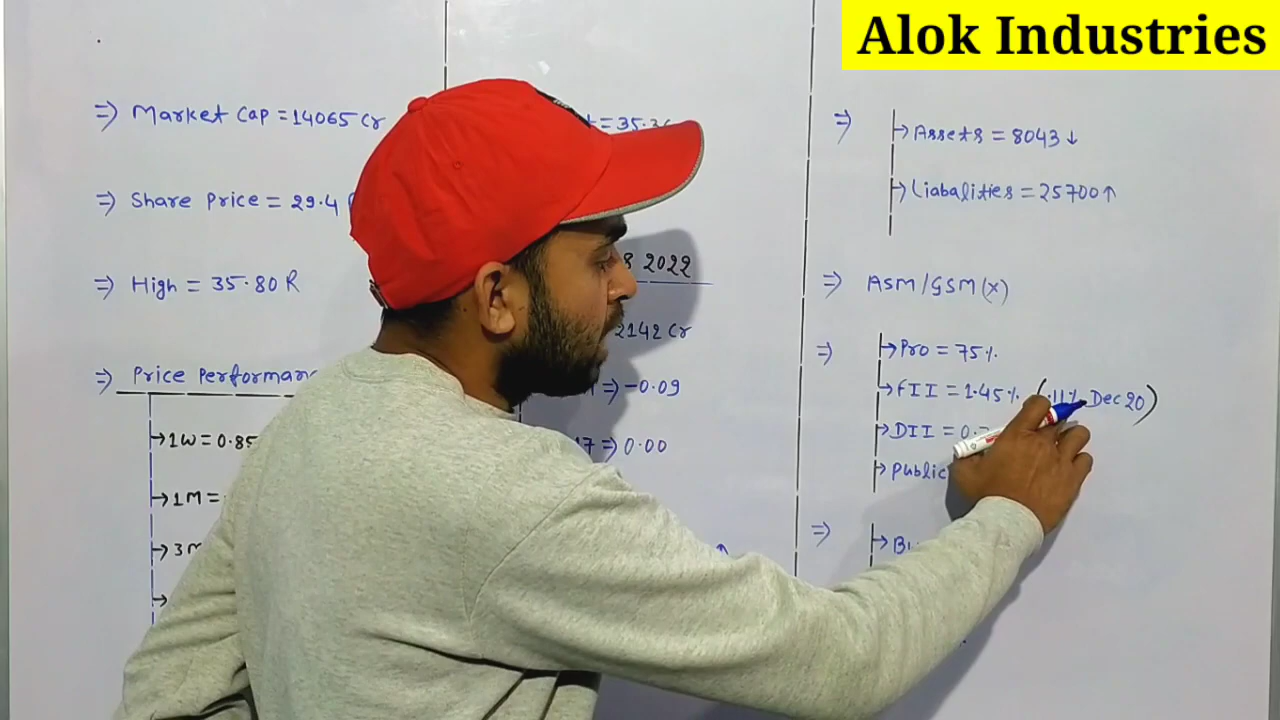 Alok Industries
=> Market Cap = 14065 Cr
=> Share Price = 29.4
=> High = 35.80 R
=> Price Performan
→ 1W = 0.85
→ 1M =
→ 3M
= 35.3
2022
2142 Cr
=> -0.09
17 => 0.00
=> → Assets = 8043 ↓
→ Liabalities = 25700 ↑
=> ASM/GSM (x)
=> → Pro = 75%
→ FII = 1.45% ( .11% Dec 20)
→ DII = 0.
→ Public
=>